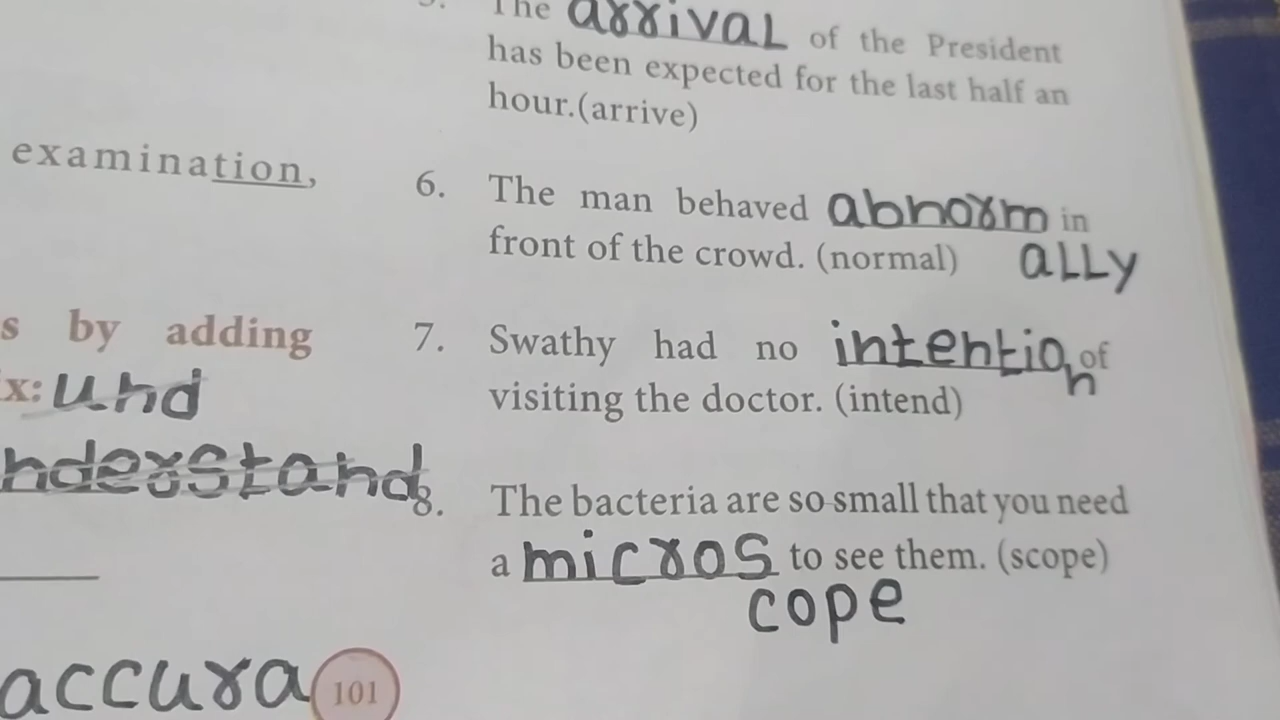 examination,
s by adding
x: und
nderstand
accura
101
The arrival of the President
has been expected for the last half an
hour.(arrive)
6. The man behaved abnorm in
front of the crowd. (normal) ally
7. Swathy had no intention of
visiting the doctor. (intend)
8. The bacteria are so small that you need
a micros to see them. (scope)
cope